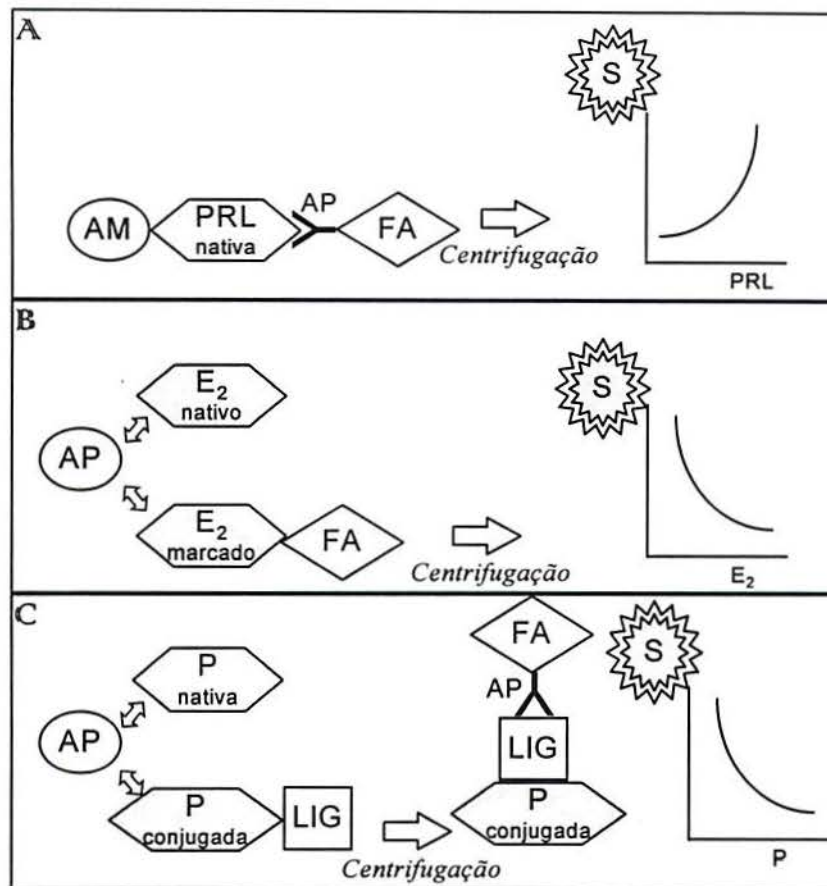 A
S
AM
PRL
nativa
AP
FA
Centrifugação
PRL
B
E₂
nativo
S
AP
E₂
marcado
FA
Centrifugação
E₂
C
FA
P
nativa
S
AP
AP
LIG
P
conjugada
LIG
P
conjugada
Centrifugação
P